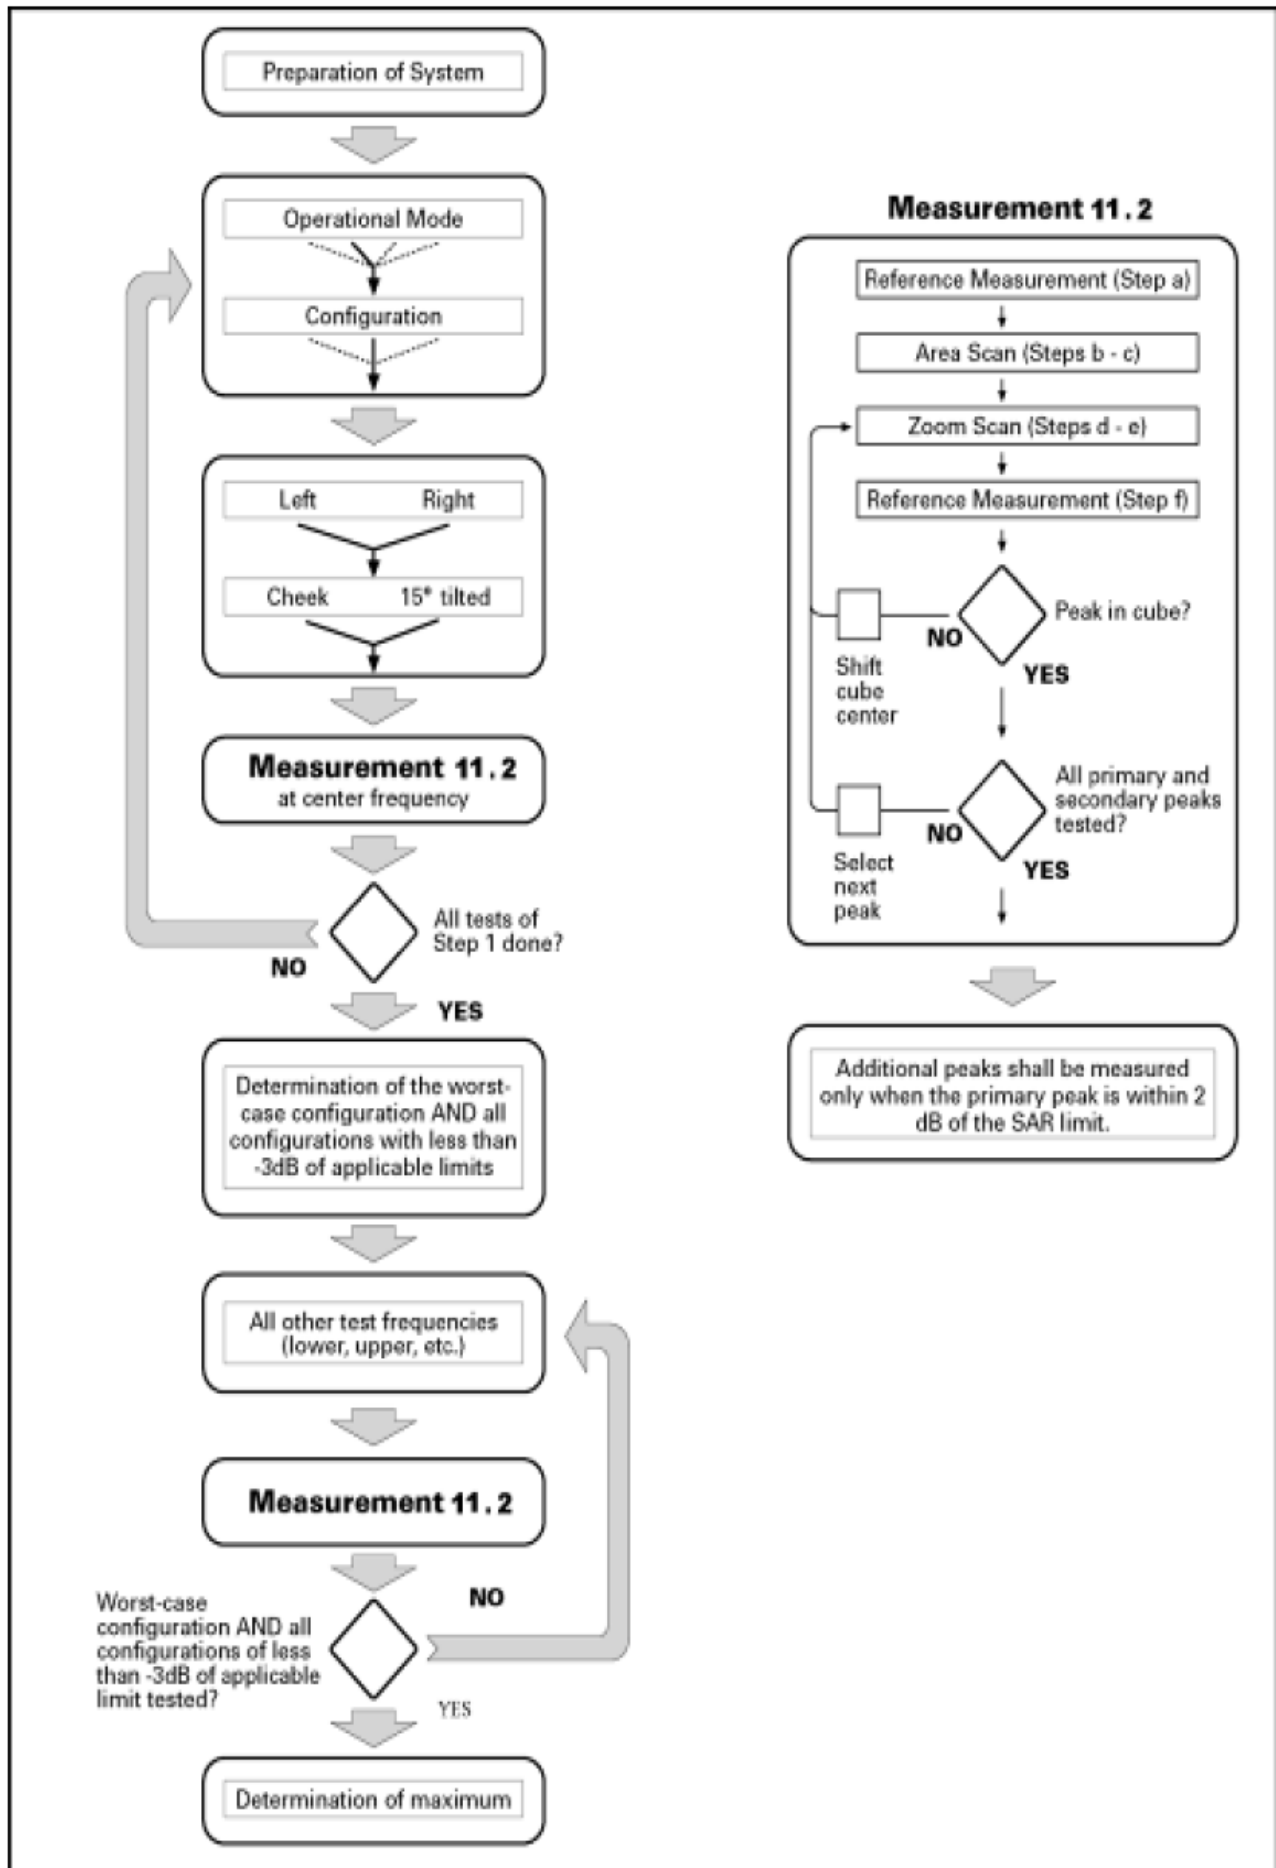 Preparation of System
Operational Mode
Configuration
Left Right
Cheek 15° tilted
Measurement 11.2
at center frequency
All tests of
Step 1 done?
NO
YES
Determination of the worst-
case configuration AND all
configurations with less than
-3dB of applicable limits
All other test frequencies
(lower, upper, etc.)
Measurement 11.2
NO
Worst-case
configuration AND all
configurations of less
than -3dB of applicable
limit tested?
YES
Determination of maximum
Measurement 11.2
Reference Measurement (Step a)
Area Scan (Steps b - c)
Zoom Scan (Steps d - e)
Reference Measurement (Step f)
Peak in cube?
NO
Shift
cube
center
YES
All primary and
secondary peaks
tested?
NO
Select
next
peak
YES
Additional peaks shall be measured
only when the primary peak is within 2
dB of the SAR limit.